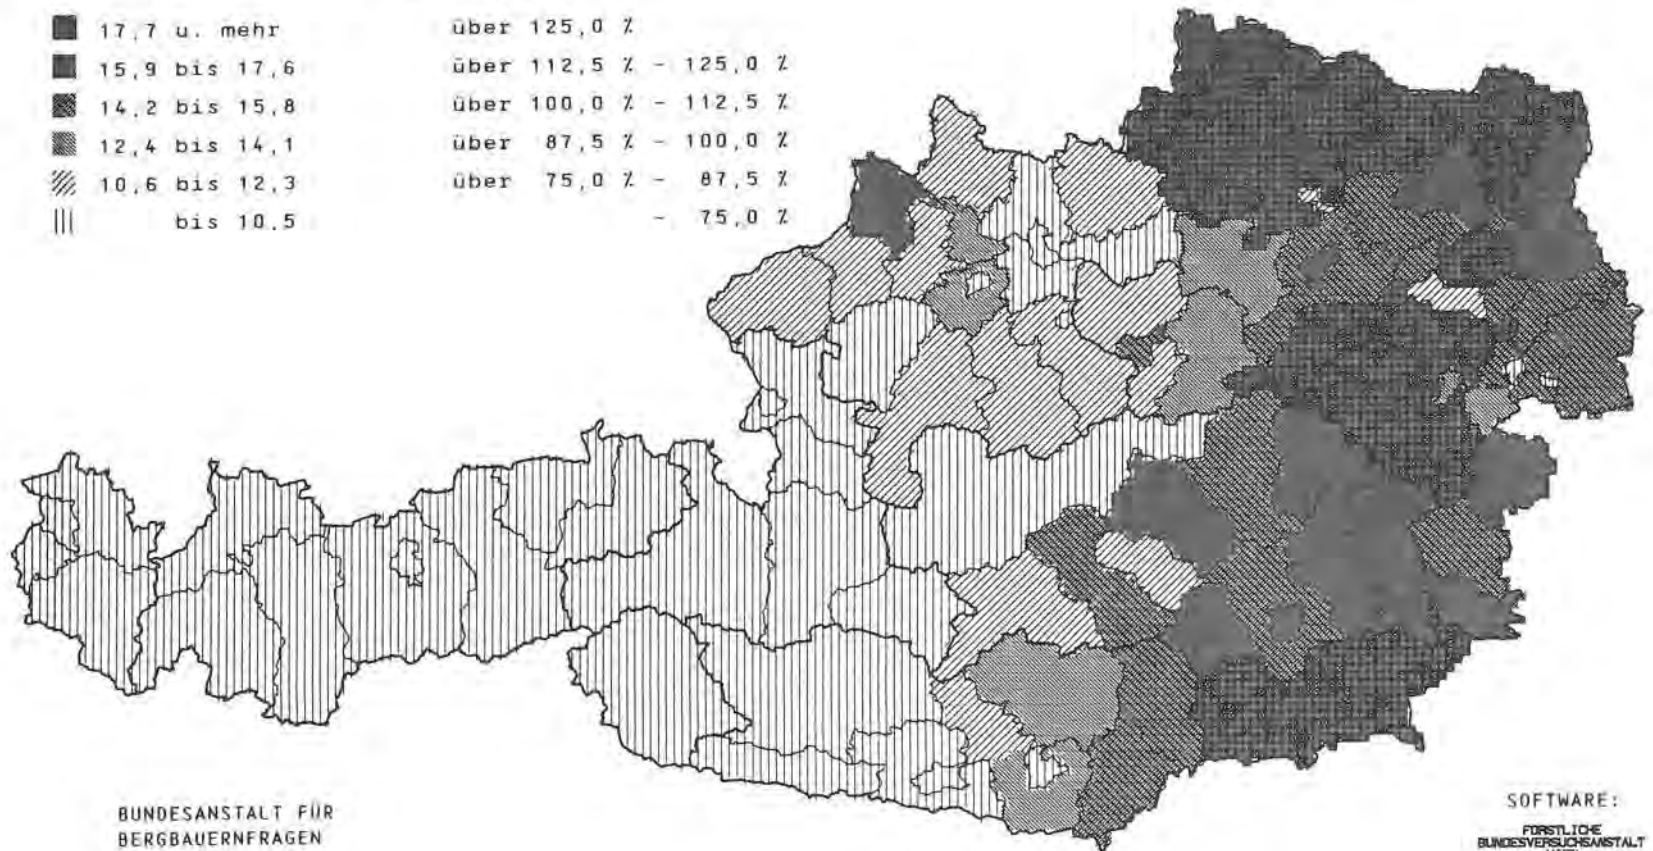 17,7 u. mehr über 125,0 %
15,9 bis 17,6 über 112,5 % - 125,0 %
14,2 bis 15,8 über 100,0 % - 112,5 %
12,4 bis 14,1 über 87,5 % - 100,0 %
10,6 bis 12,3 über 75,0 % - 87,5 %
bis 10,5 - 75,0 %
BUNDESANSTALT FÜR
BERGBAUERNFRAGEN
SOFTWARE:
FORSTLICHE
BUNDESVERSUCHSANSTALT